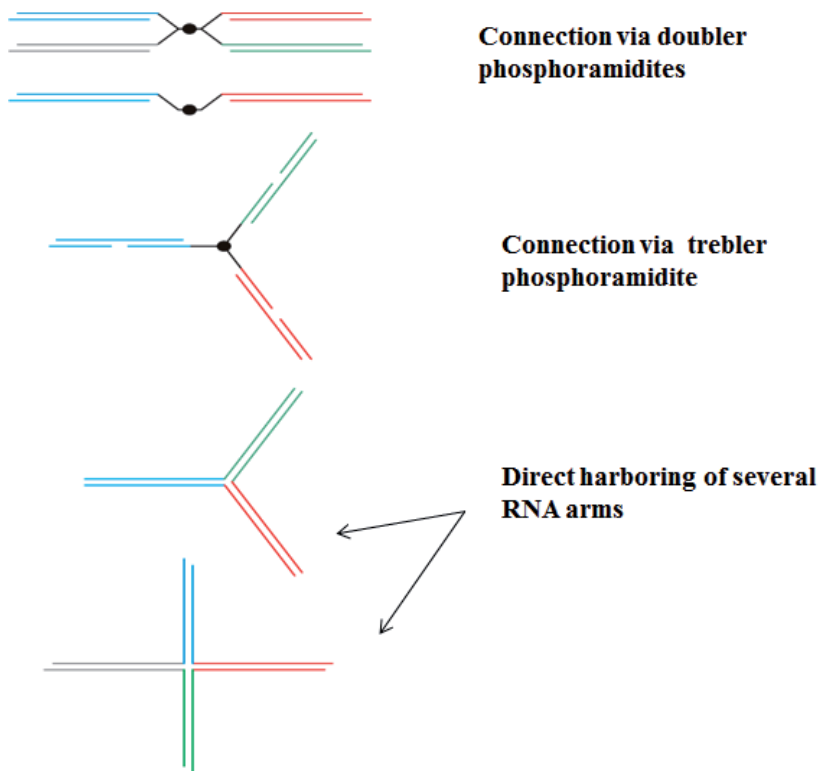 Connection via doubler
phosphoramidites
Connection via trebler
phosphoramidite
Direct harboring of several
RNA arms